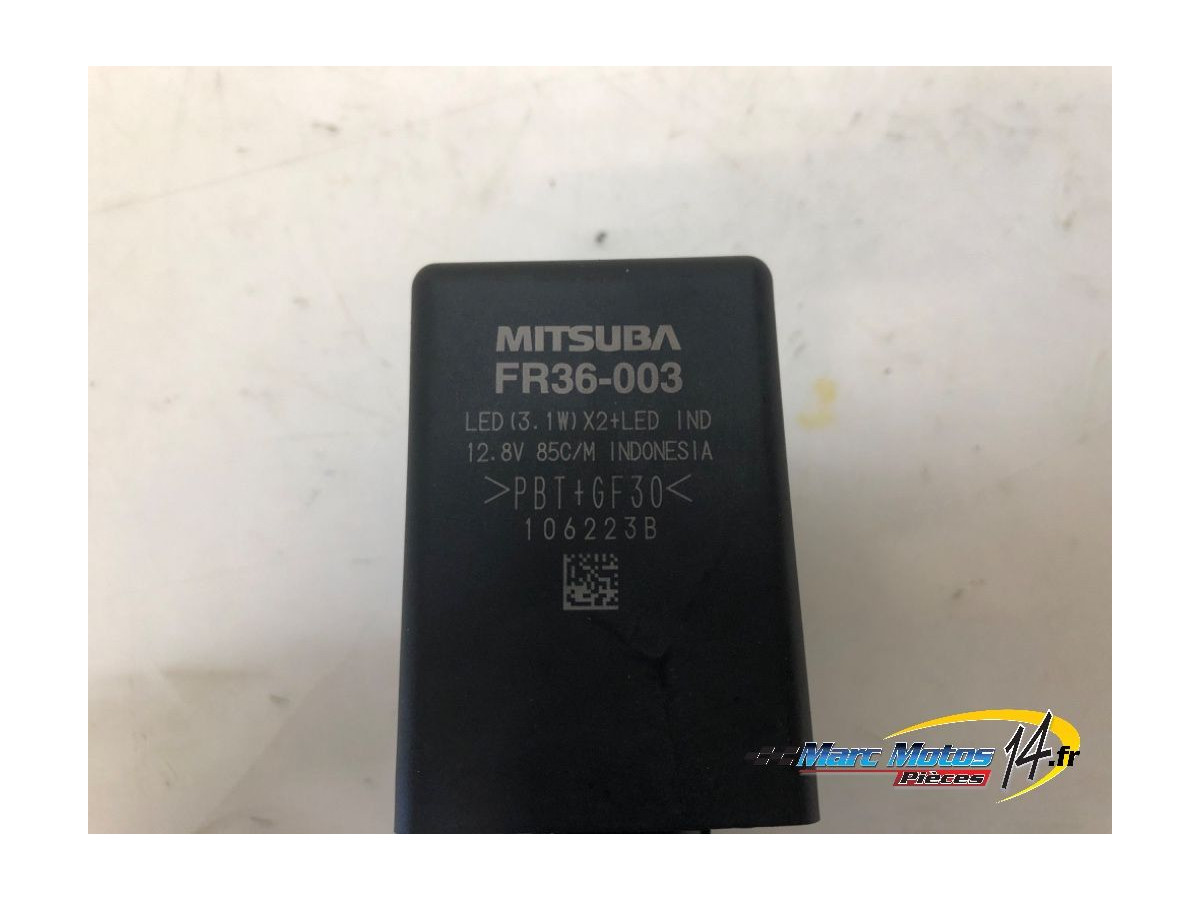 MITSUBA
FR36-003
LED(3.1W)X2+LED IND
12.8V 85C/M INDONESIA
>PBT+GF30<
106223B
Marc Motos 14.fr
Pièces